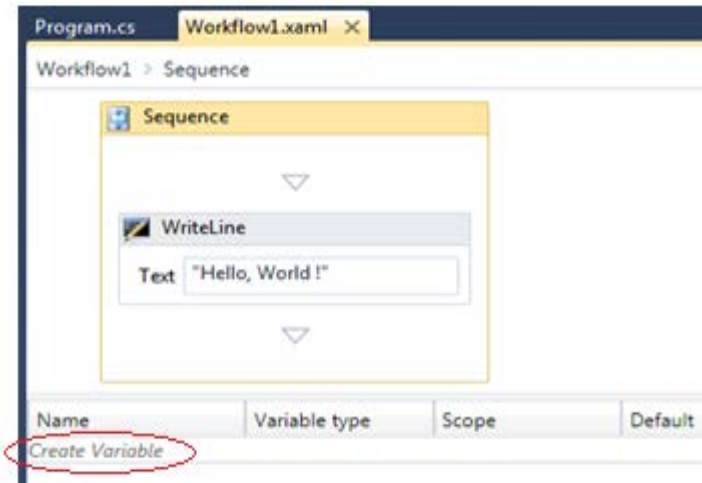 Program.cs Workflow1.xaml
Workflow1 > Sequence
Sequence
WriteLine
Text "Hello, World !"
Name Variable type Scope Default
Create Variable